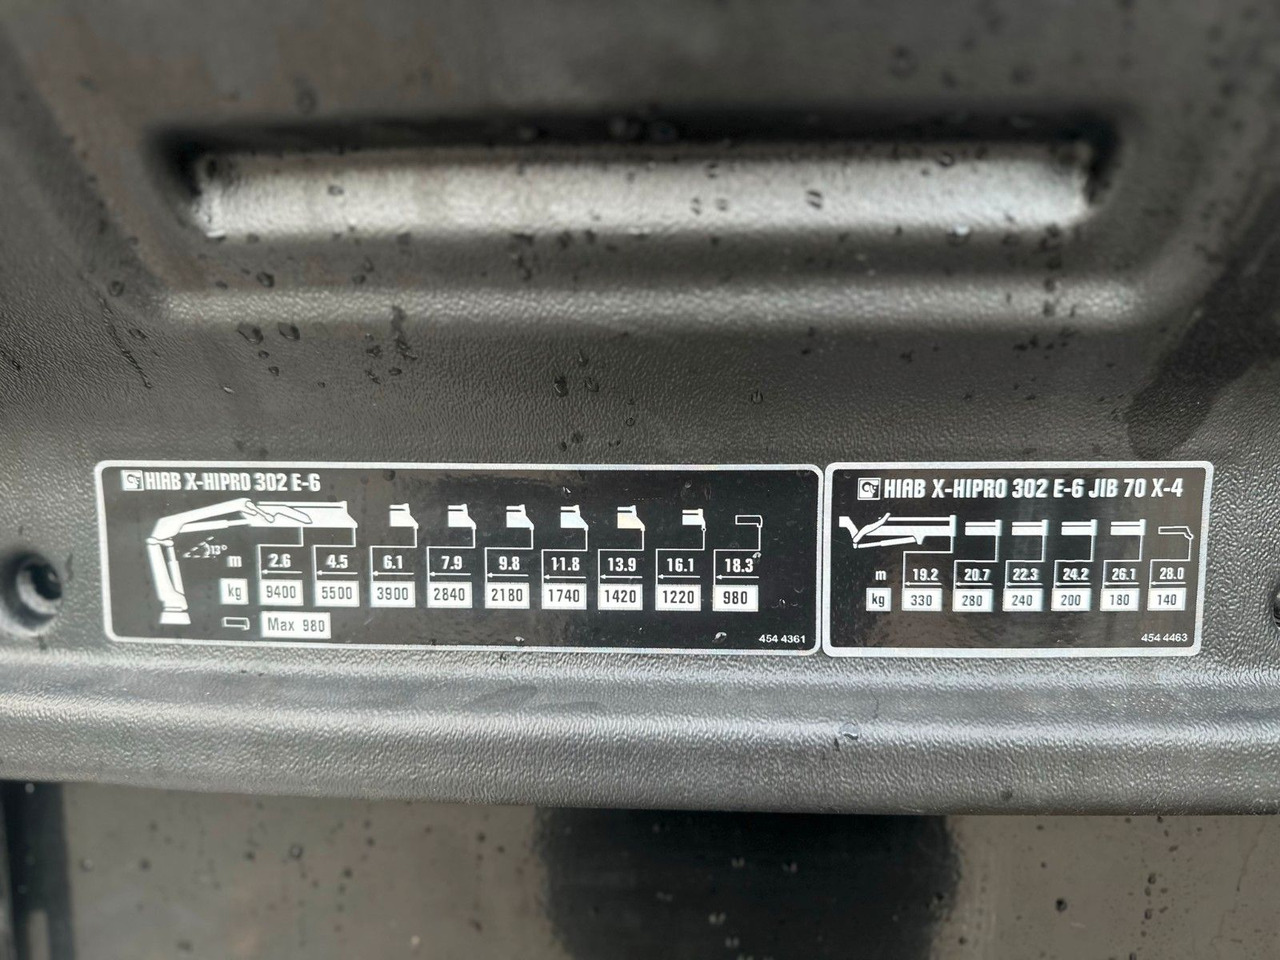 HIAB X-HIPRO 302 E-6
13°
m 2.6 4.5 6.1 7.9 9.8 11.8 13.9 16.1 18.3
kg 9400 5500 3900 2840 2180 1740 1420 1220 980
Max 980
454 4361
HIAB X-HIPRO 302 E-6 JIB 70 X-4
m 19.2 20.7 22.3 24.2 26.1 28.0
kg 330 280 240 200 180 140
454 4463